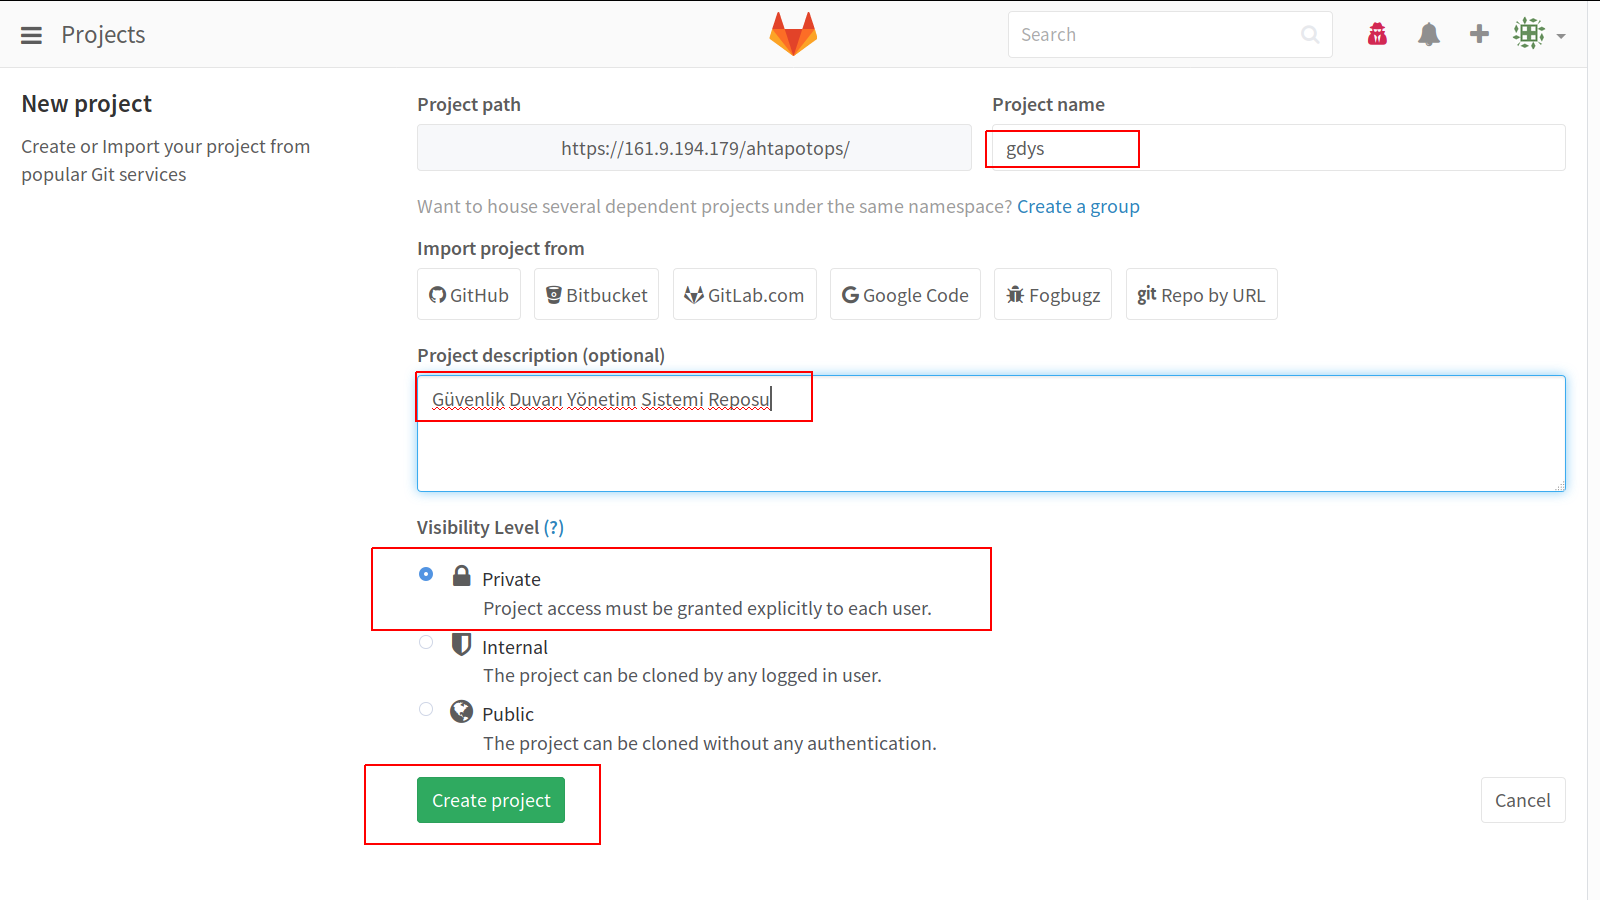 Projects
Search
New project
Create or Import your project from
popular Git services
Project path
Project name
https://161.9.194.179/ahtapotops/
gdys
Want to house several dependent projects under the same namespace? Create a group
Import project from
GitHub
Bitbucket
GitLab.com
Google Code
Fogbugz
git Repo by URL
Project description (optional)
Güvenlik Duvarı Yönetim Sistemi Reposu
Visibility Level (?)
Private
Project access must be granted explicitly to each user.
Internal
The project can be cloned by any logged in user.
Public
The project can be cloned without any authentication.
Create project
Cancel